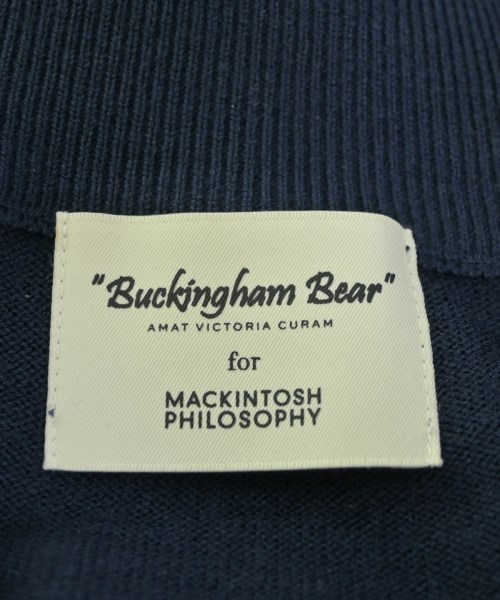 "Buckingham Bear"
AMAT VICTORIA CURAM
for
MACKINTOSH
PHILOSOPHY